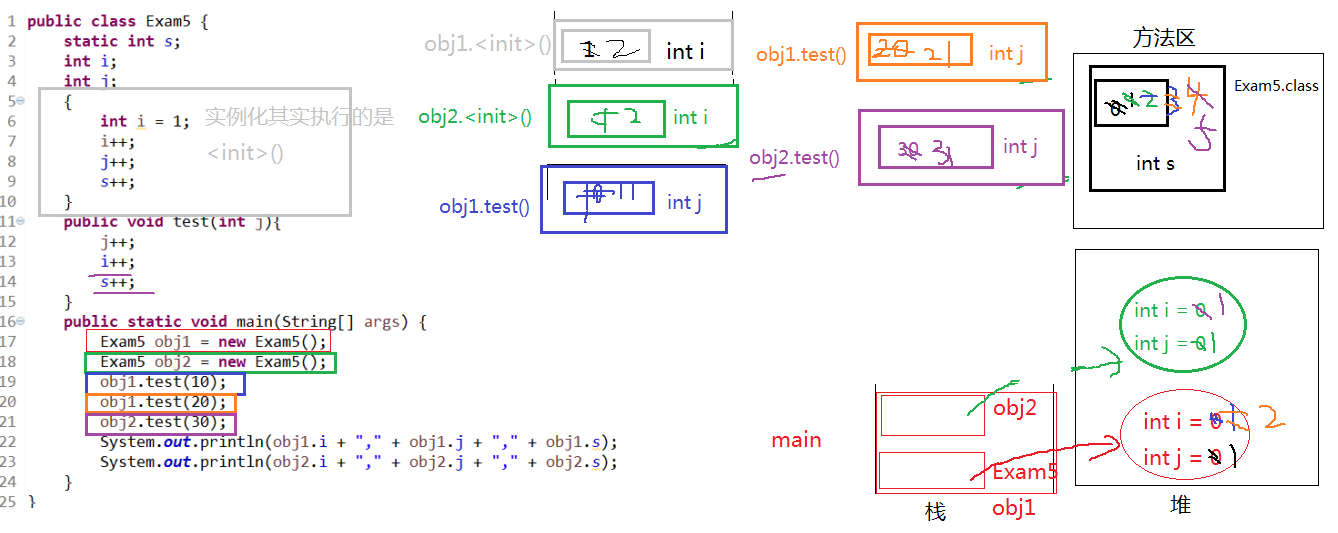 1 public class Exam5 {
2 static int s;
3 int i;
4 int j;
5 {
6 int i = 1;
7 i++;
8 j++;
9 s++;
10 }
11 public void test(int j){
12 j++;
13 i++;
14 s++;
15 }
16 public static void main(String[] args) {
17 Exam5 obj1 = new Exam5();
18 Exam5 obj2 = new Exam5();
19 obj1.test(10);
20 obj1.test(20);
21 obj2.test(30);
22 System.out.println(obj1.i + "," + obj1.j + "," + obj1.s);
23 System.out.println(obj2.i + "," + obj2.j + "," + obj2.s);
24 }
25 }
实例化其实执行的是
<init>()
obj1.<init>()
1 2
int i
obj2.<init>()
1 2
int i
obj1.test()
10 11
int j
obj1.test()
20 21
int j
obj2.test()
30 31
int j
方法区
Exam5.class
0 1 2 3 4
5
int s
int i = 0 1
int j = 0 1
int i = 0 1 2
int j = 0 1
堆
main
obj2
Exam5
obj1
栈